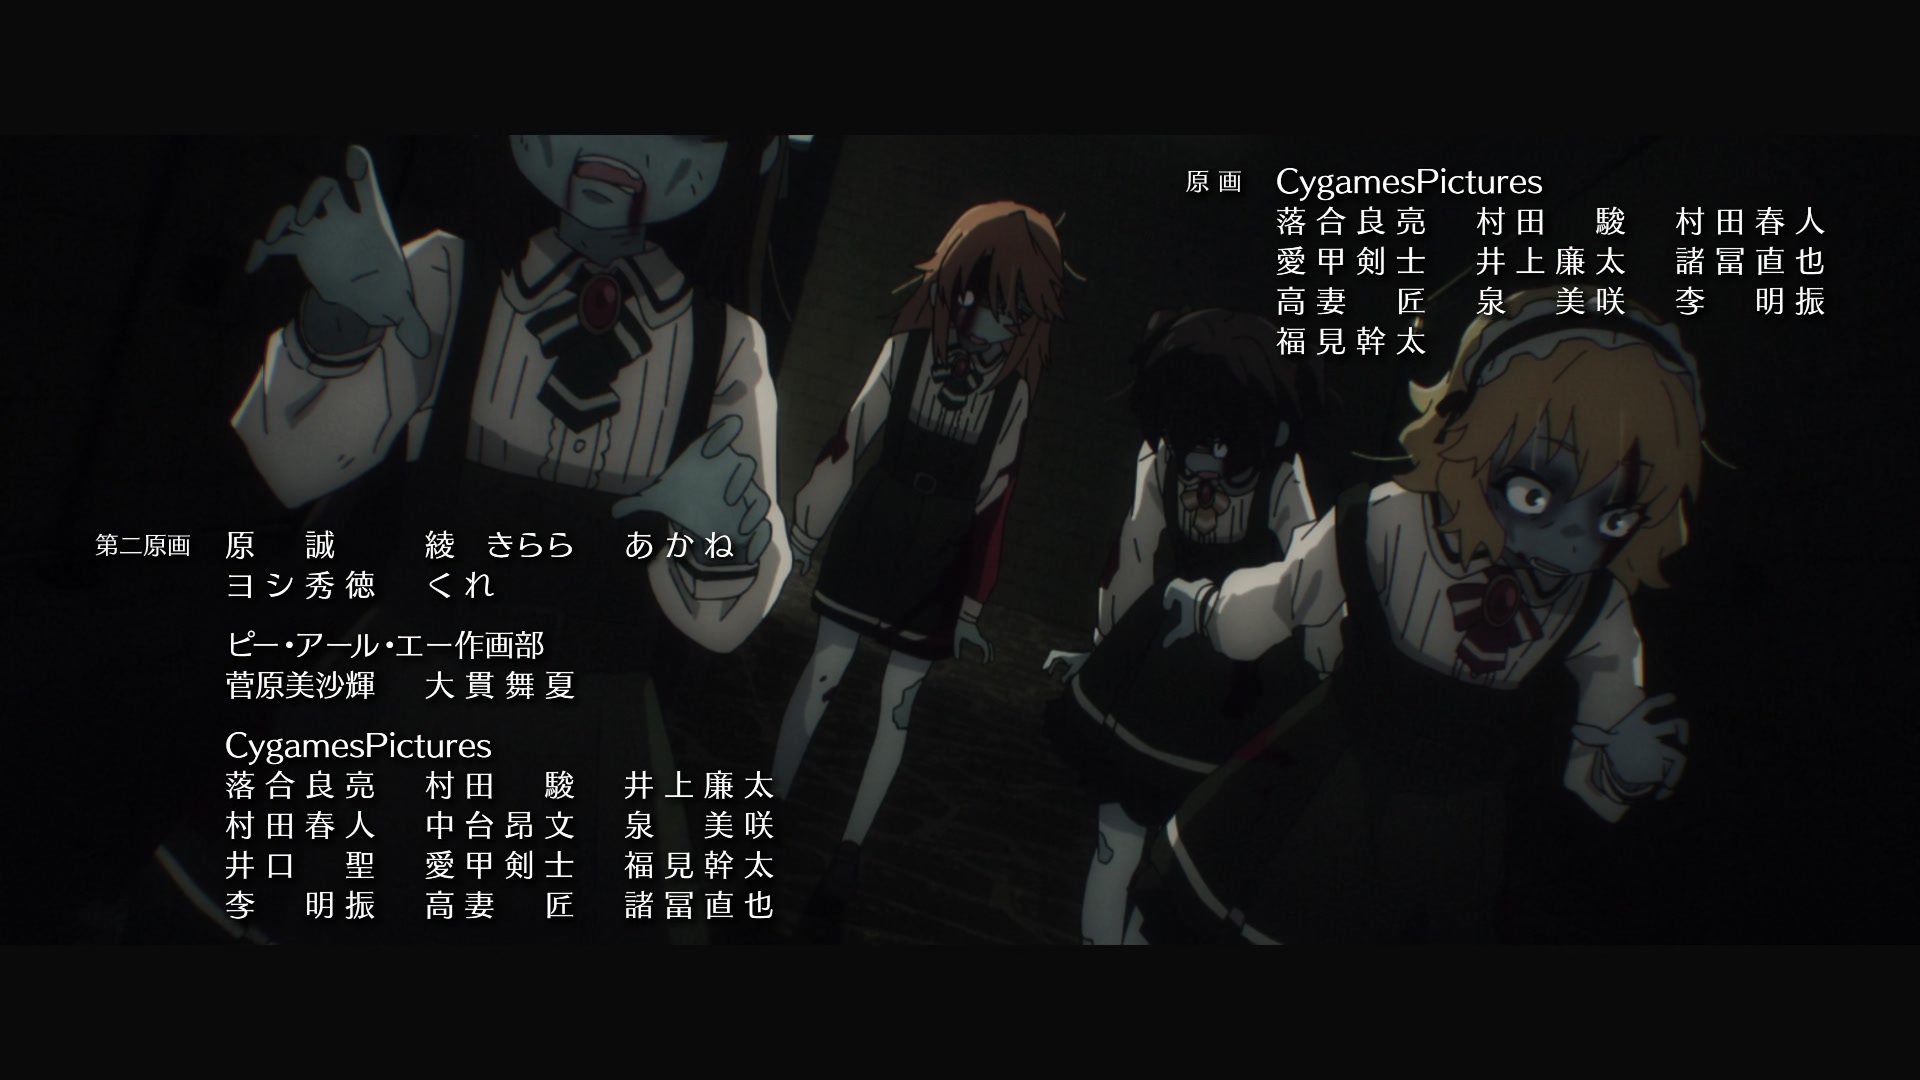 原画 CygamesPictures
落合良亮 村田 駿 村田春人
愛甲剣士 井上廉太 諸冨直也
高妻 匠 泉 美咲 李 明振
福見幹太
第二原画 原 誠 綾 きらら あかね
ヨシ秀徳 くれ
ピー・アール・エー作画部
菅原美沙輝 大貫舞夏
CygamesPictures
落合良亮 村田 駿 井上廉太
村田春人 中台昂文 泉 美咲
井口 聖 愛甲剣士 福見幹太
李 明振 高妻 匠 諸冨直也